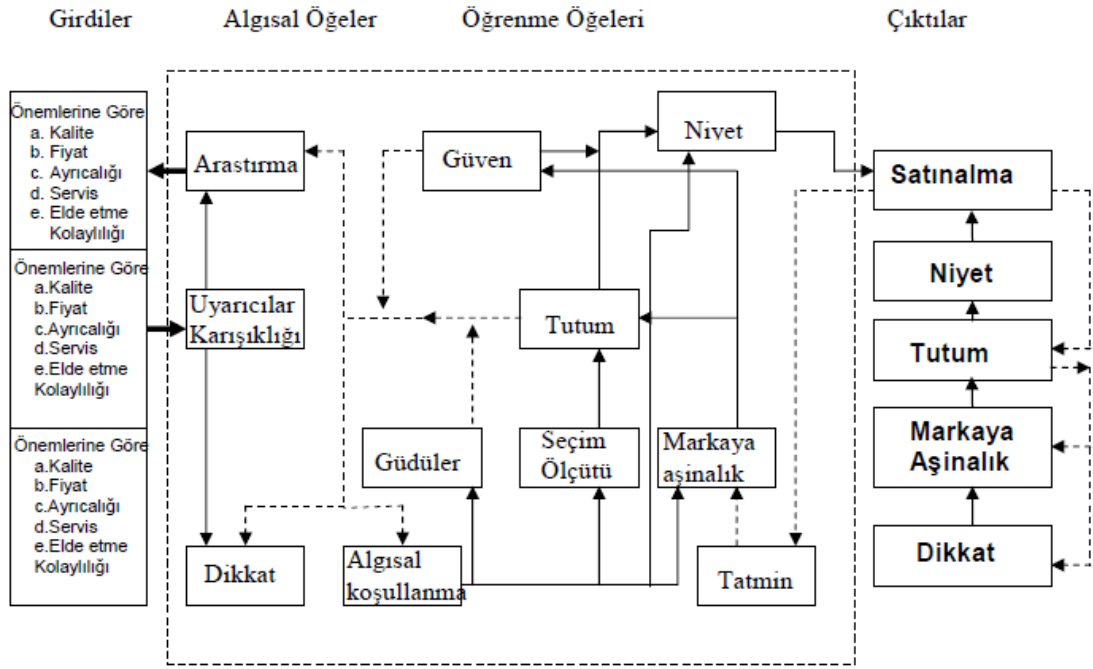 Girdiler
Algısal Öğeler
Öğrenme Öğeleri
Çıktılar
Önemlerine Göre
a. Kalite
b. Fiyat
c. Ayrıcalığı
d. Servis
e. Elde etme
Kolaylılığı
Önemlerine Göre
a.Kalite
b.Fiyat
c.Ayrıcalığı
d.Servis
e.Elde etme
Kolaylılığı
Önemlerine Göre
a.Kalite
b.Fiyat
c.Ayrıcalığı
d.Servis
e.Elde etme
Kolaylılığı
Araştırma
Uyarıcılar
Karışıklığı
Dikkat
Güven
Niyet
Tutum
Güdüler
Seçim
Ölçütü
Markaya
aşinalık
Algısal
koşullanma
Tatmin
Satınalma
Niyet
Tutum
Markaya
Aşinalık
Dikkat